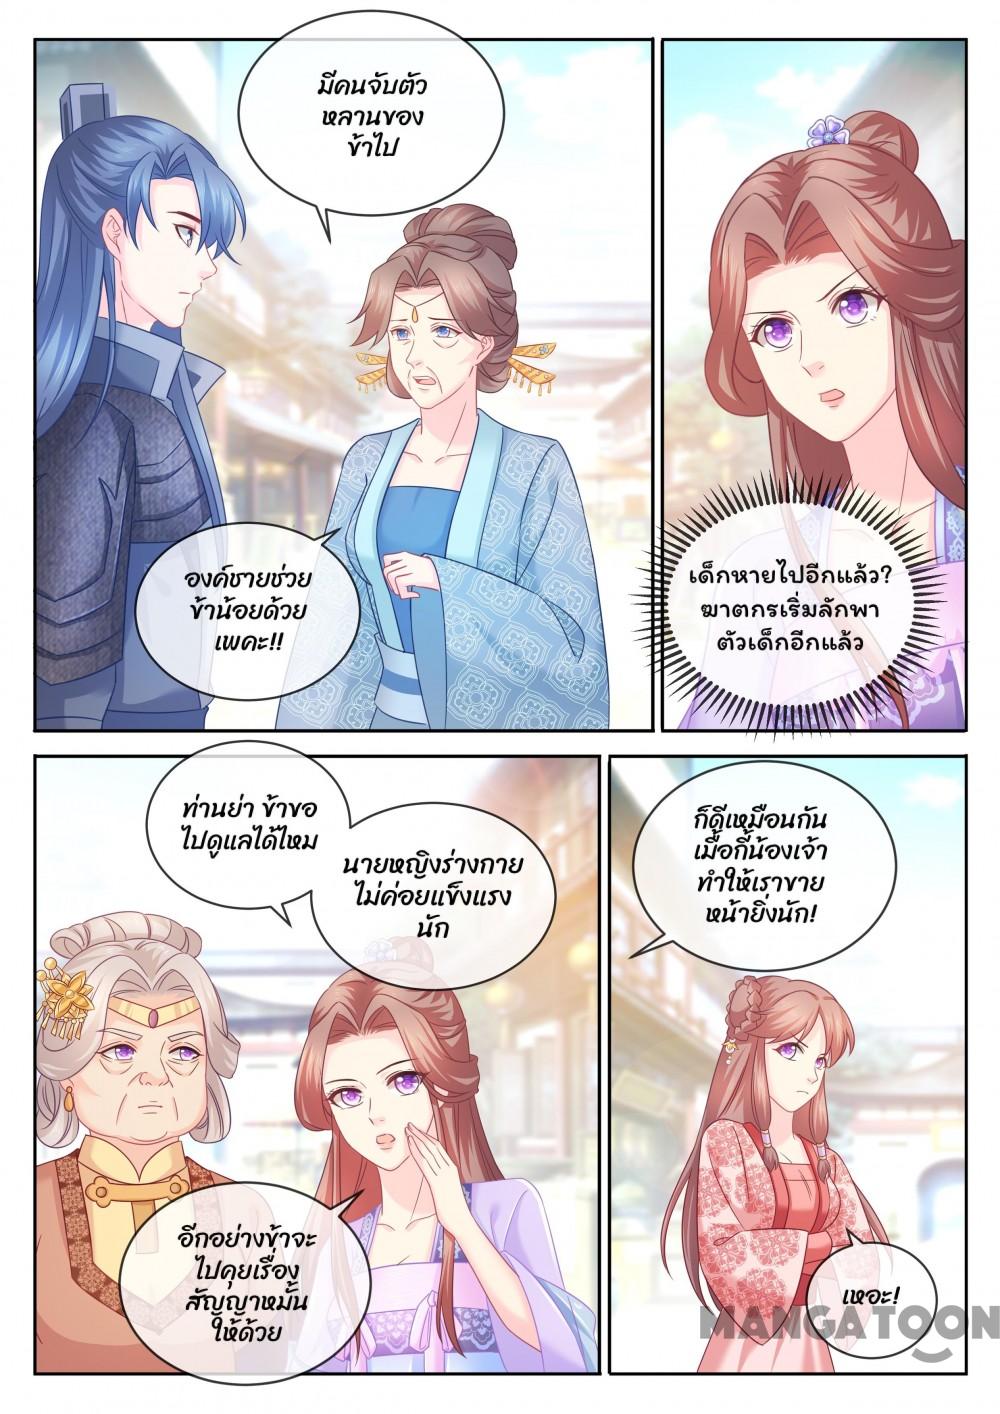 มีคนจับตัว
หลานของ
ข้าไป
องค์ชายช่วย
ข้าน้อยด้วย
เพคะ!!
เด็กหายไปอีกแล้ว?
ฆาตกรเริ่มลักพา
ตัวเด็กอีกแล้ว
ท่านย่า ข้าขอ
ไปดูแลได้ไหม
นายหญิงร่างกาย
ไม่ค่อยแข็งแรง
นัก
อีกอย่างข้าจะ
ไปคุยเรื่อง
สัญญาหมั้น
ให้ด้วย
ก็ดีเหมือนกัน
เมื่อกี้น้องเจ้า
ทำให้เราขาย
หน้ายิ่งนัก!
เหอะ!
MANGATOON